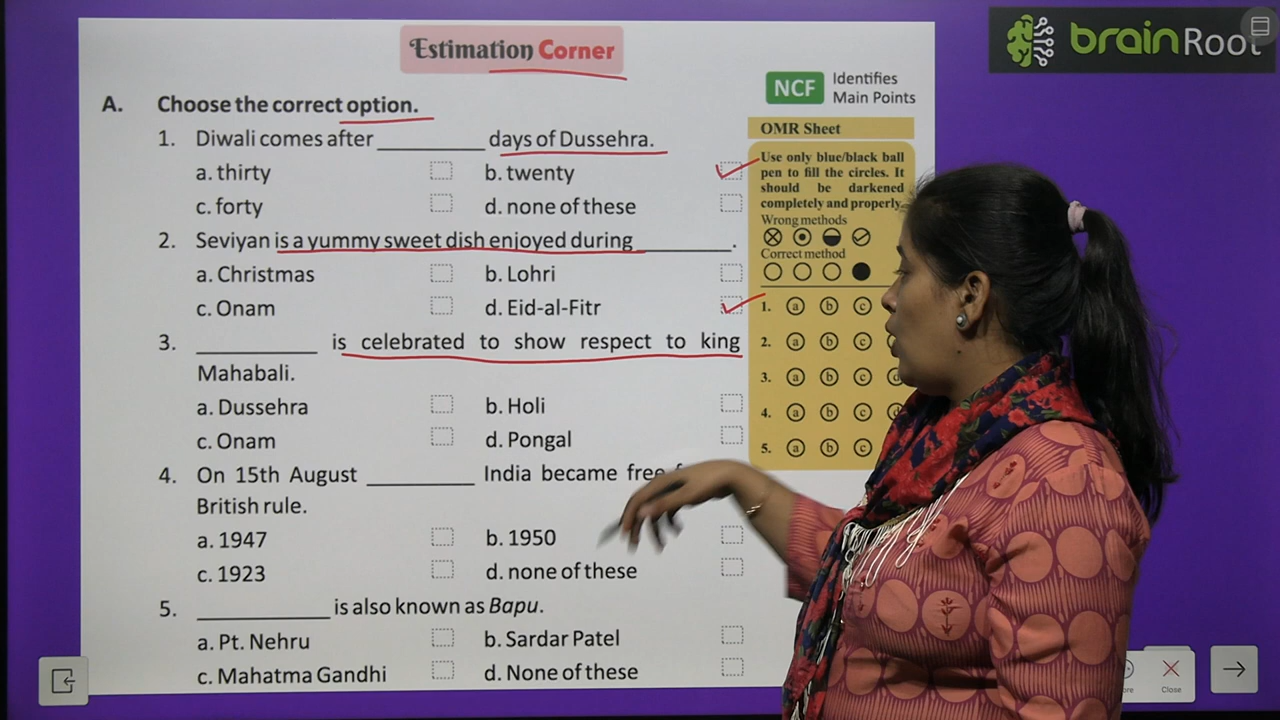 brainRoot
Estimation Corner
NCF Identifies
Main Points
A. Choose the correct option.
1. Diwali comes after __________ days of Dussehra.
a. thirty b. twenty
c. forty d. none of these
2. Seviyan is a yummy sweet dish enjoyed during _________.
a. Christmas b. Lohri
c. Onam d. Eid-al-Fitr
3. ___________ is celebrated to show respect to king
Mahabali.
a. Dussehra b. Holi
c. Onam d. Pongal
4. On 15th August __________ India became free
British rule.
a. 1947 b. 1950
c. 1923 d. none of these
5. ____________ is also known as Bapu.
a. Pt. Nehru b. Sardar Patel
c. Mahatma Gandhi d. None of these
OMR Sheet
Use only blue/black ball
pen to fill the circles. It
should be darkened
completely and properly.
Wrong methods
Correct method
1. a b c
2. a b c
3. a b c d
4. a b c d
5. a b c
Close